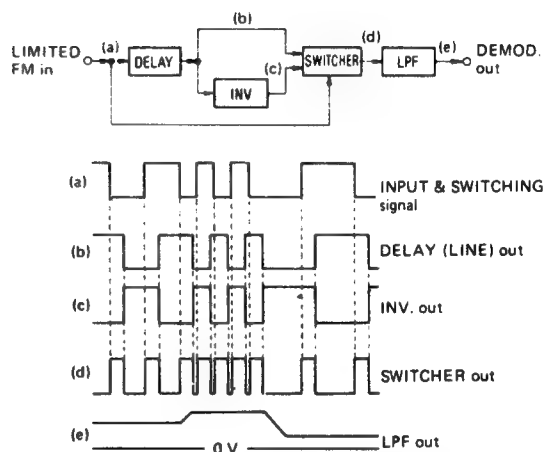 LIMITED
FM in
(a)
DELAY
(b)
INV
(c)
SWITCHER
(d)
LPF
(e)
DEMOD.
out
(a)
INPUT & SWITCHING
signal
(b)
DELAY (LINE) out
(c)
INV. out
(d)
SWITCHER out
(e)
0 V
LPF out